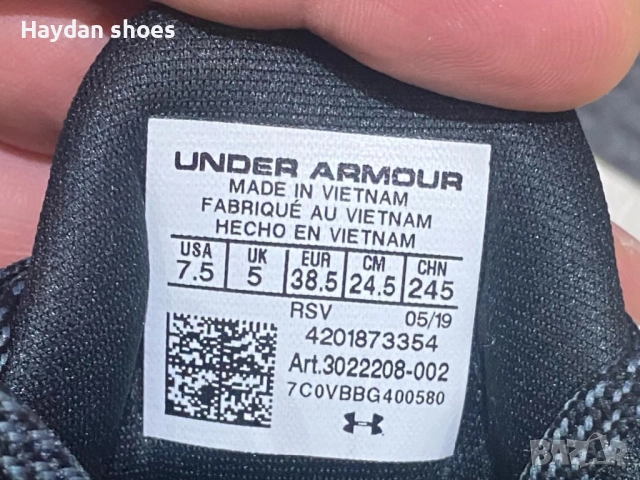 Haydan shoes
UNDER ARMOUR
MADE IN VIETNAM
FABRIQUÉ AU VIETNAM
HECHO EN VIETNAM
USA UK EUR CM CHN
7.5 5 38.5 24.5 245
RSV 05/19
4201873354
Art.3022208-002
7C0VBBG400580
BAZAR